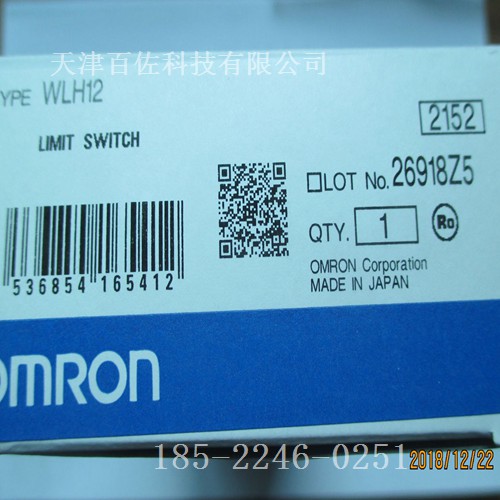 天津百佐科技有限公司
YPE WLH12
2152
LIMIT SWITCH
LOT No. 26918Z5
QTY. 1
Ro
536854 165412
OMRON Corporation
MADE IN JAPAN
OMRON
185-2246-0251
2018/12/22